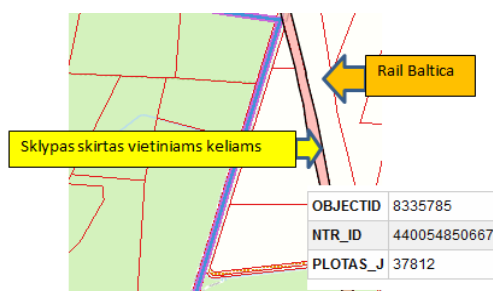 Rail Baltica
Sklypas skirtas vietiniams keliams
OBJECTID 8335785
NTR_ID 440054850667
PLOTAS_J 37812